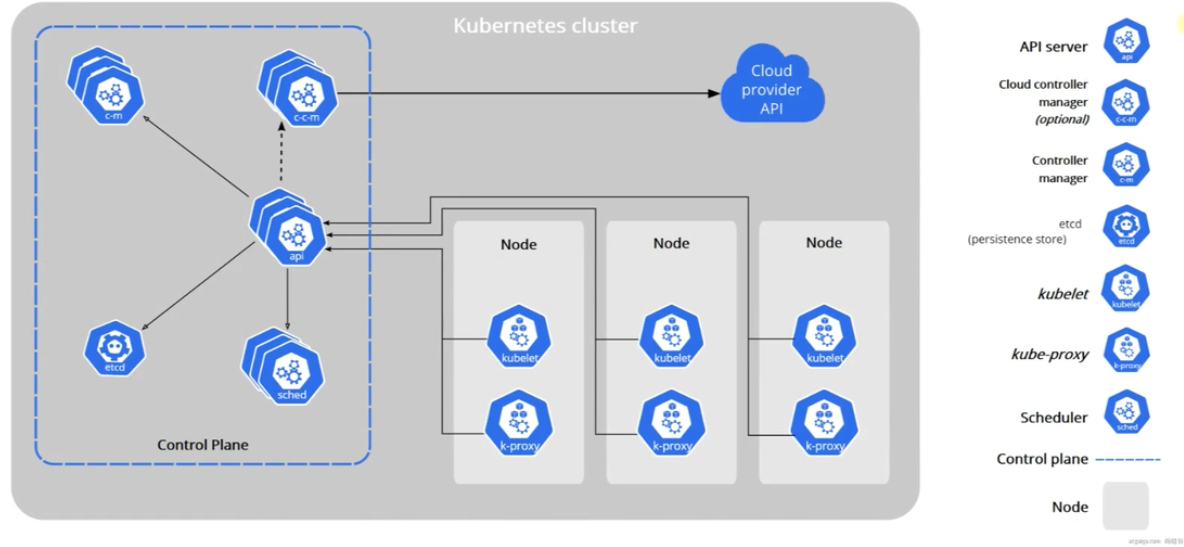 Kubernetes cluster
c-m
c-c-m
Cloud
provider
API
api
etcd
sched
Control Plane
Node
kubelet
k-proxy
Node
kubelet
k-proxy
Node
kubelet
k-proxy
API server
api
Cloud controller
manager
(optional)
c-c-m
Controller
manager
c-m
etcd
(persistence store)
etcd
kubelet
kubelet
kube-proxy
k-proxy
Scheduler
sched
Control plane
Node